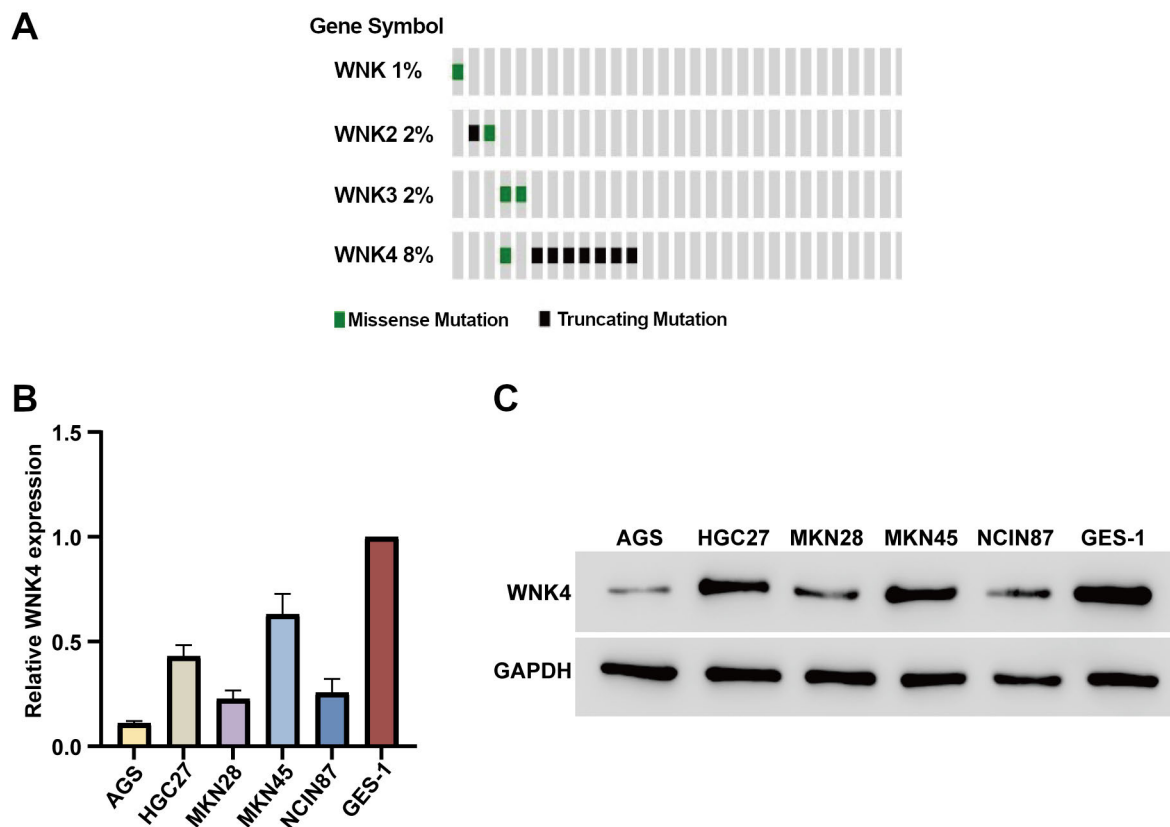 A
Gene Symbol
WNK 1%
WNK2 2%
WNK3 2%
WNK4 8%
Missense Mutation Truncating Mutation
B
Relative WNK4 expression
1.5
1.0
0.5
0.0
AGS
HGC27
MKN28
MKN45
NCIN87
GES-1
C
AGS HGC27 MKN28 MKN45 NCIN87 GES-1
WNK4
GAPDH